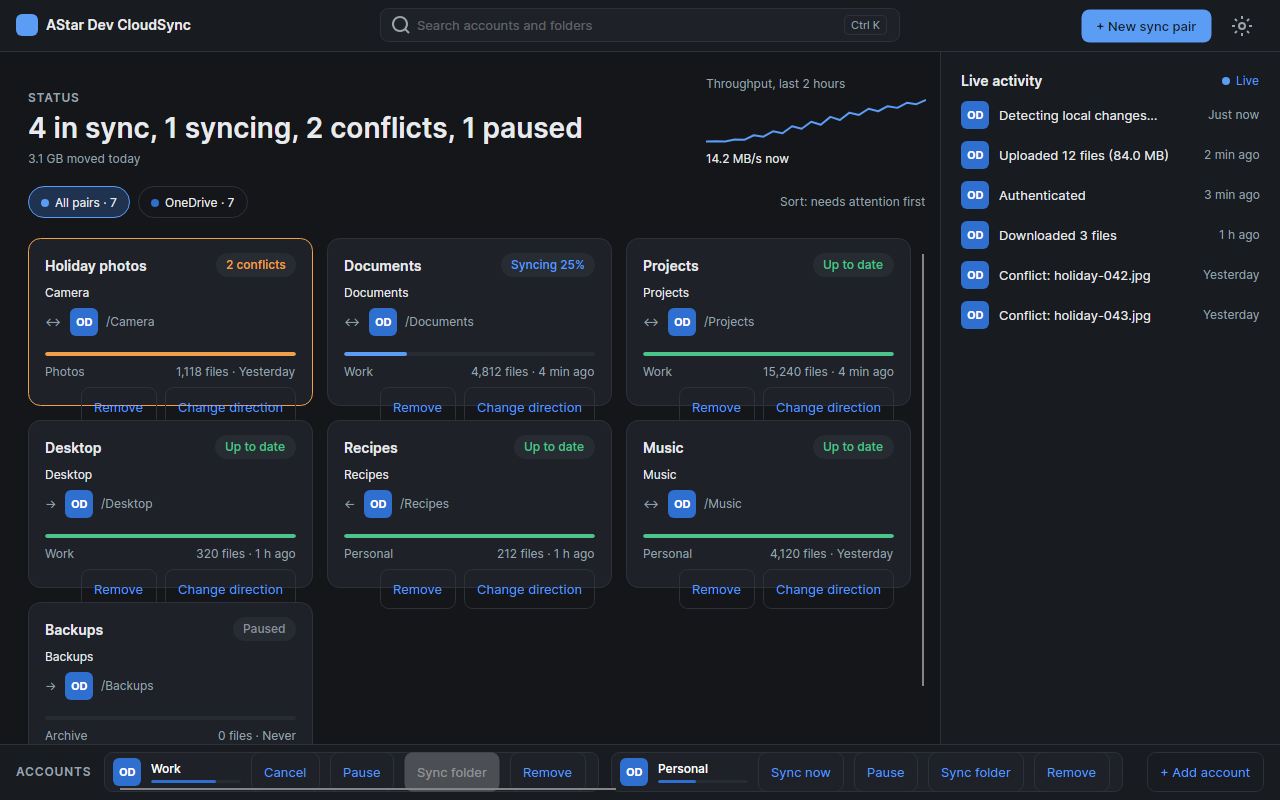 AStar Dev CloudSync
Search accounts and folders
Ctrl K
+ New sync pair
STATUS
4 in sync, 1 syncing, 2 conflicts, 1 paused
3.1 GB moved today
Throughput, last 2 hours
14.2 MB/s now
All pairs · 7
OneDrive · 7
Sort: needs attention first
Holiday photos
2 conflicts
Camera
↔ OD /Camera
Photos
1,118 files · Yesterday
Remove
Change direction
Documents
Syncing 25%
Documents
↔ OD /Documents
Work
4,812 files · 4 min ago
Remove
Change direction
Projects
Up to date
Projects
↔ OD /Projects
Work
15,240 files · 4 min ago
Remove
Change direction
Desktop
Up to date
Desktop
→ OD /Desktop
Work
320 files · 1 h ago
Remove
Change direction
Recipes
Up to date
Recipes
← OD /Recipes
Personal
212 files · 1 h ago
Remove
Change direction
Music
Up to date
Music
↔ OD /Music
Personal
4,120 files · Yesterday
Remove
Change direction
Backups
Paused
Backups
→ OD /Backups
Archive
0 files · Never
Live activity
Live
OD Detecting local changes... Just now
OD Uploaded 12 files (84.0 MB) 2 min ago
OD Authenticated 3 min ago
OD Downloaded 3 files 1 h ago
OD Conflict: holiday-042.jpg Yesterday
OD Conflict: holiday-043.jpg Yesterday
ACCOUNTS
OD Work
Cancel
Pause
Sync folder
Remove
OD Personal
Sync now
Pause
Sync folder
Remove
+ Add account